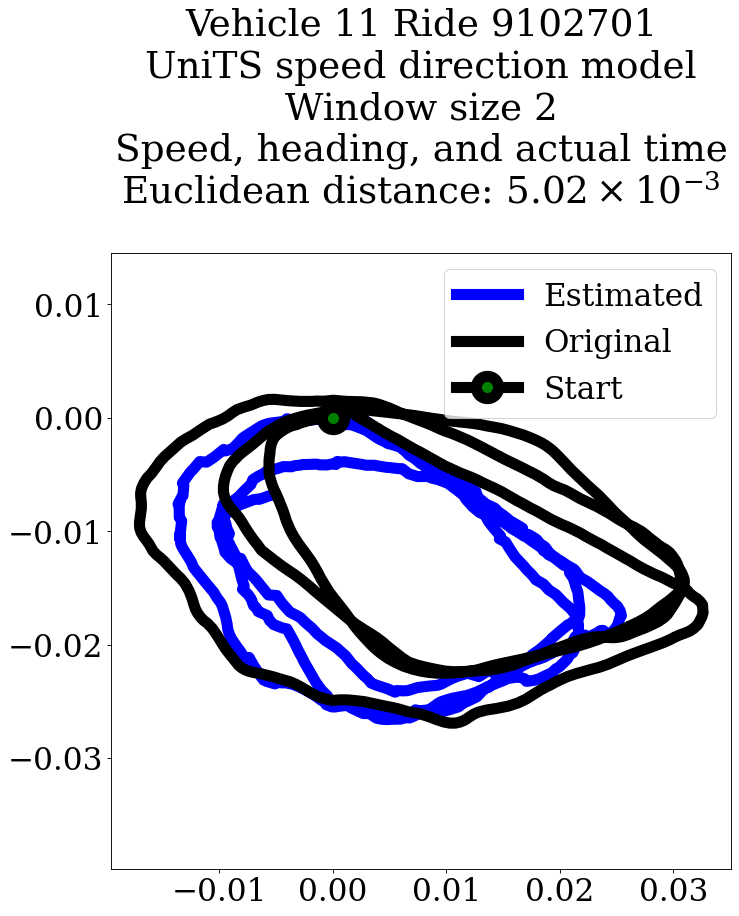 Vehicle 11 Ride 9102701
UniTS speed direction model
Window size 2
Speed, heading, and actual time
Euclidean distance: 5.02 × 10⁻³
Estimated
Original
Start
0.01
0.00
−0.01
−0.02
−0.03
−0.01 0.00 0.01 0.02 0.03